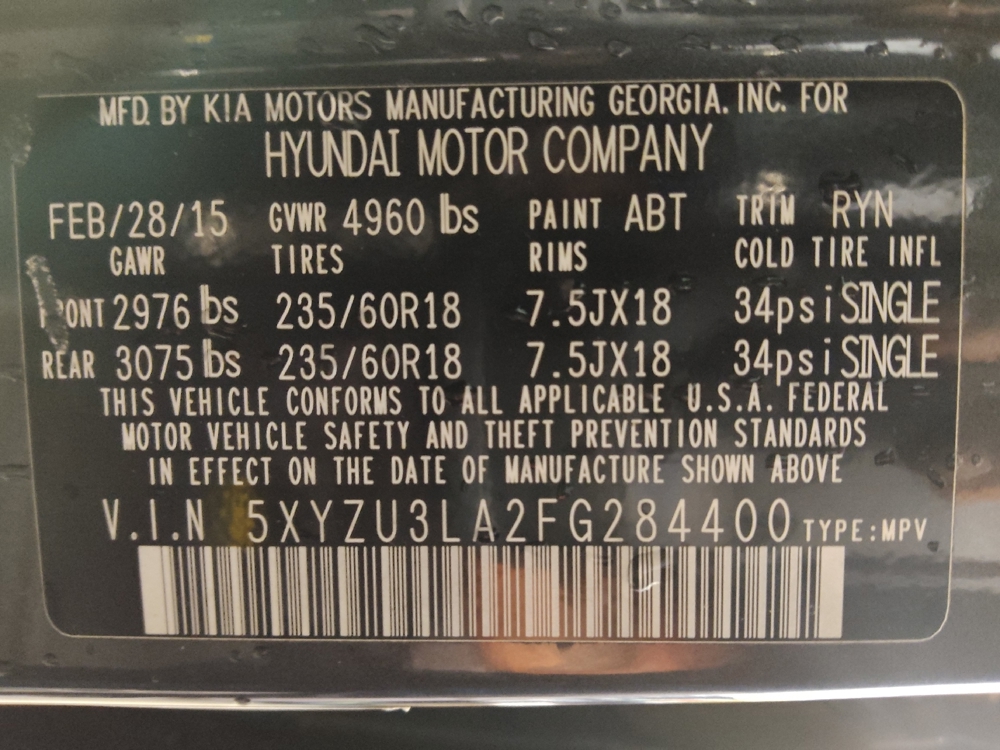 MFD. BY KIA MOTORS MANUFACTURING GEORGIA. INC. FOR
HYUNDAI MOTOR COMPANY
FEB/28/15 GVWR 4960 lbs PAINT ABT TRIM RYN
GAWR TIRES RIMS COLD TIRE INFL
FRONT 2976 lbs 235/60R18 7.5JX18 34psi SINGLE
REAR 3075 lbs 235/60R18 7.5JX18 34psi SINGLE
THIS VEHICLE CONFORMS TO ALL APPLICABLE U.S.A. FEDERAL
MOTOR VEHICLE SAFETY AND THEFT PREVENTION STANDARDS
IN EFFECT ON THE DATE OF MANUFACTURE SHOWN ABOVE
V.I.N 5XYZU3LA2FG284400 TYPE:MPV